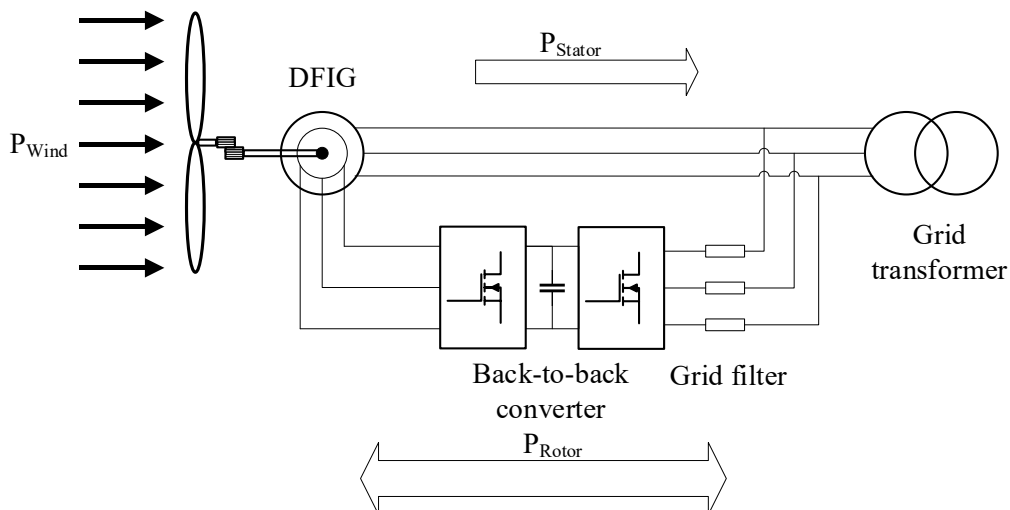 P_Stator
DFIG
P_Wind
Grid
transformer
Back-to-back
converter
Grid filter
P_Rotor